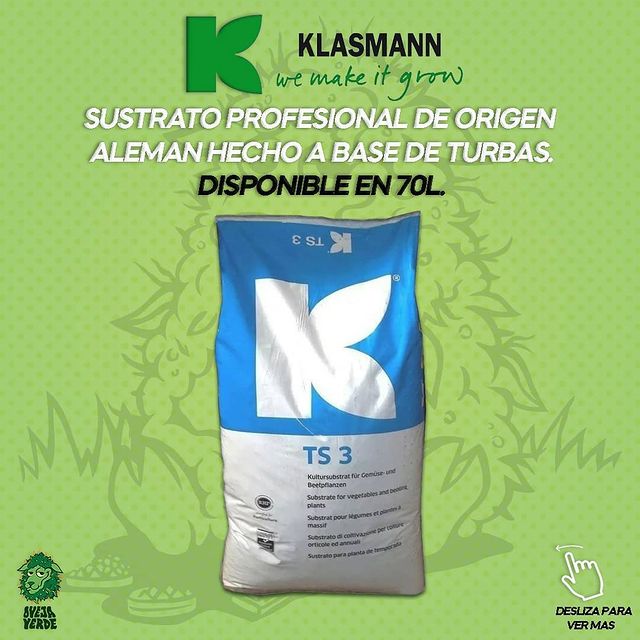 KLASMANN
we make it grow
SUSTRATO PROFESIONAL DE ORIGEN
ALEMAN HECHO A BASE DE TURBAS.
DISPONIBLE EN 70L.
TS 3
®
TS 3
Kultursubstrat für Gemüse- und
Beetpflanzen
Substrate for vegetables and bedding
plants
Substrat pour légumes et plantes à
massif
Substrato di coltivazione per colture
orticole ed annuali
Sustrato para planta de temporada
OVEJA
VERDE
DESLIZA PARA
VER MAS